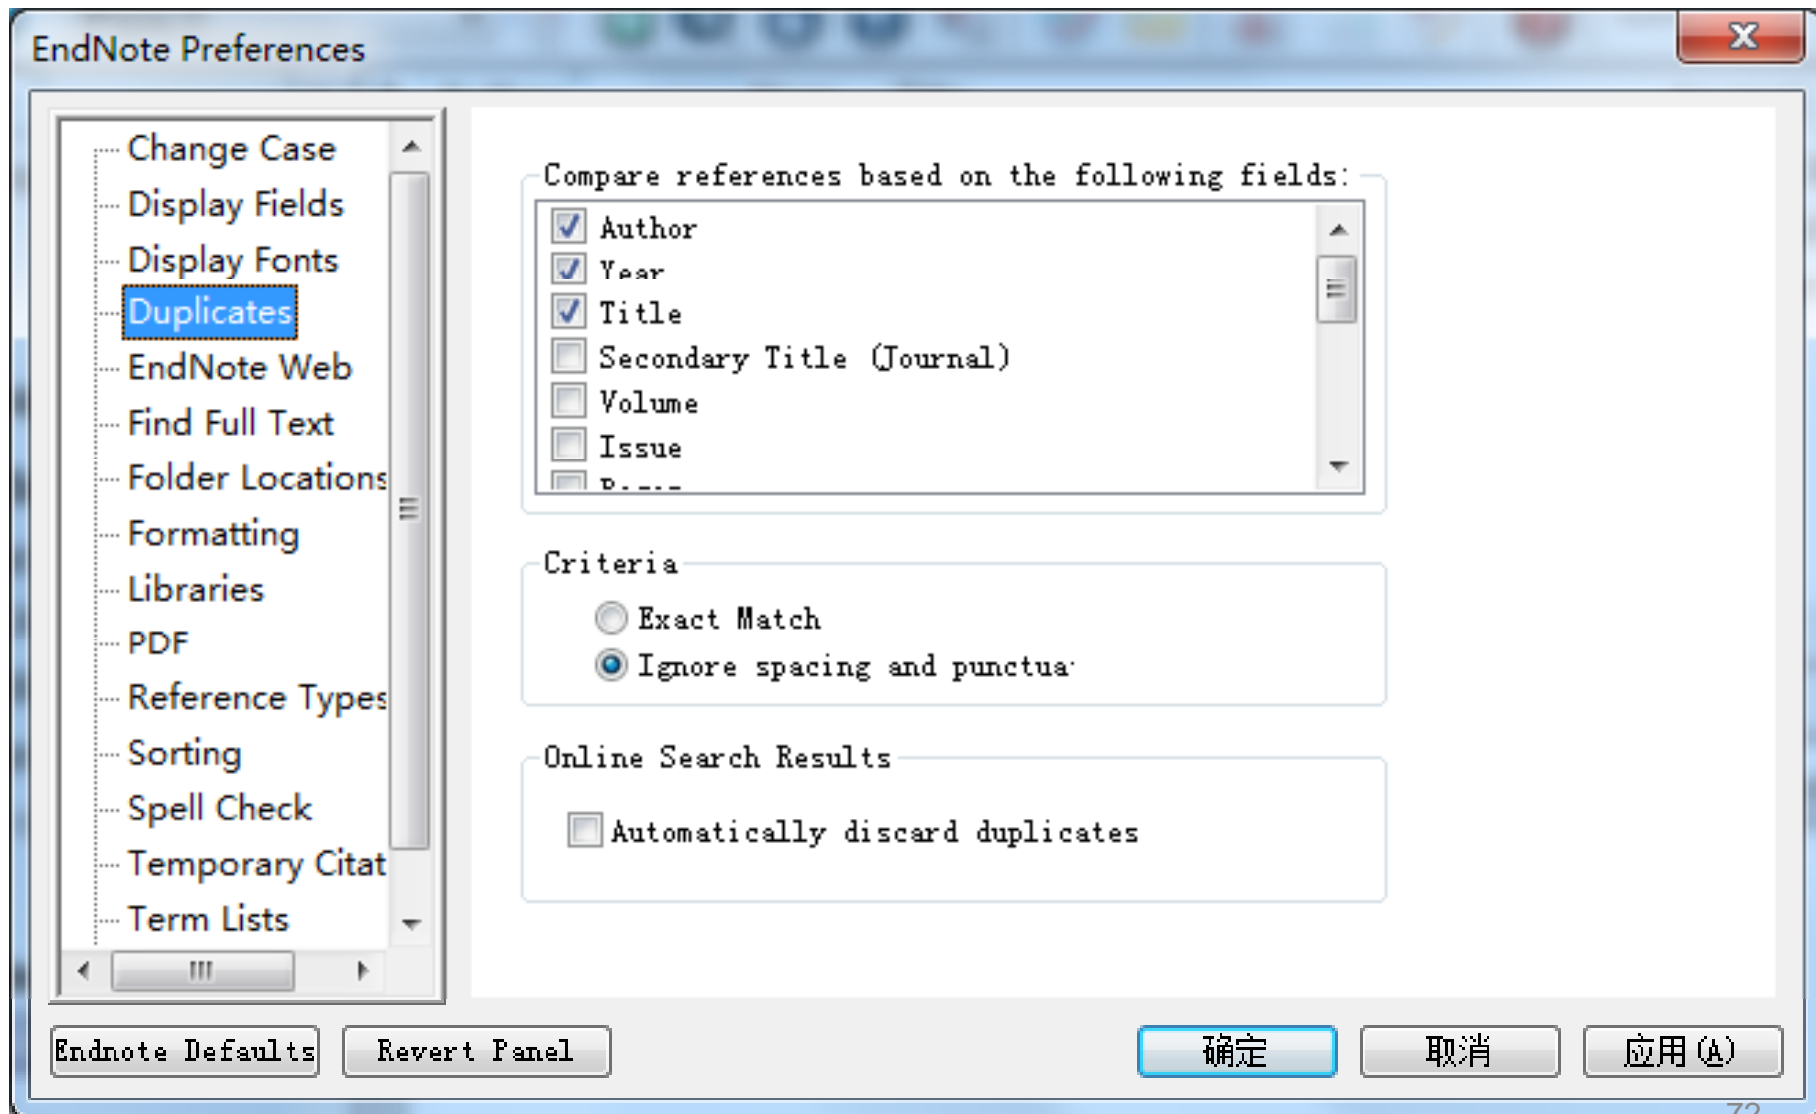 EndNote Preferences
Change Case
Display Fields
Display Fonts
Duplicates
EndNote Web
Find Full Text
Folder Locations
Formatting
Libraries
PDF
Reference Types
Sorting
Spell Check
Temporary Citat
Term Lists
Compare references based on the following fields:
Author
Year
Title
Secondary Title (Journal)
Volume
Issue
Criteria
Exact Match
Ignore spacing and punctua
Online Search Results
Automatically discard duplicates
Endnote Defaults
Revert Panel
确定
取消
应用(A)
72